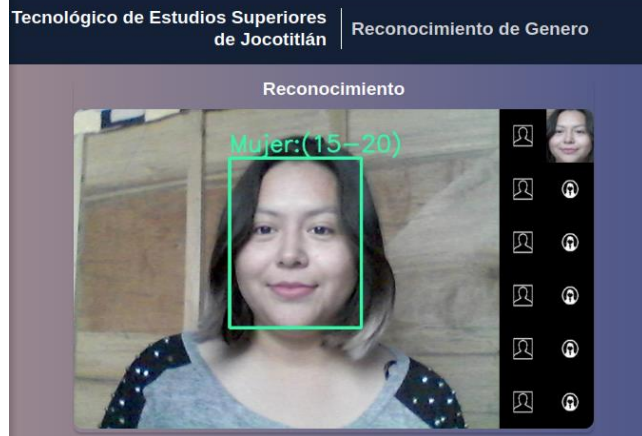 Tecnológico de Estudios Superiores
de Jocotitlán
Reconocimiento de Genero
Reconocimiento
Mujer:(15-20)